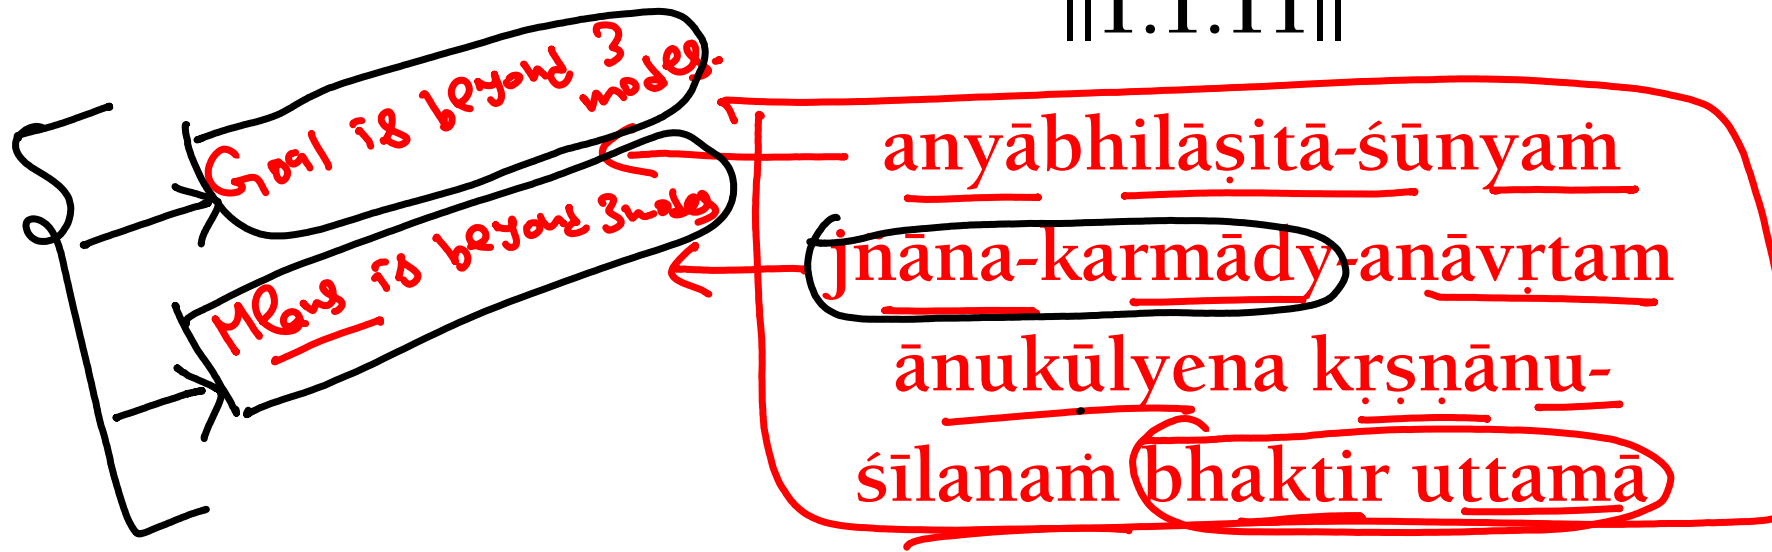 ||1.1.11||
Goal is beyond 3
modes.
Means is beyond 3 modes
anyābhilāṣitā-śūnyaṁ
jñāna-karmādy-anāvṛtam
ānukūlyena kṛṣṇānu-
śīlanaṁ bhaktir uttamā